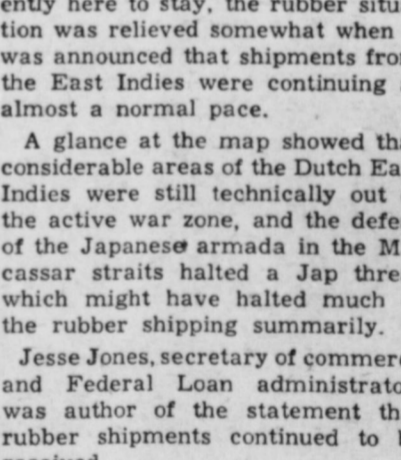 ently here to stay, the rubber situ
tion was relieved somewhat when
was announced that shipments fro
the East Indies were continuing
almost a normal pace.
A glance at the map showed th
considerable areas of the Dutch Ea
Indies were still technically out
the active war zone, and the defe
of the Japanese armada in the M
cassar straits halted a Jap thre
which might have halted much
the rubber shipping summarily.
Jesse Jones, secretary of commer
and Federal Loan administrato
was author of the statement th
rubber shipments continued to